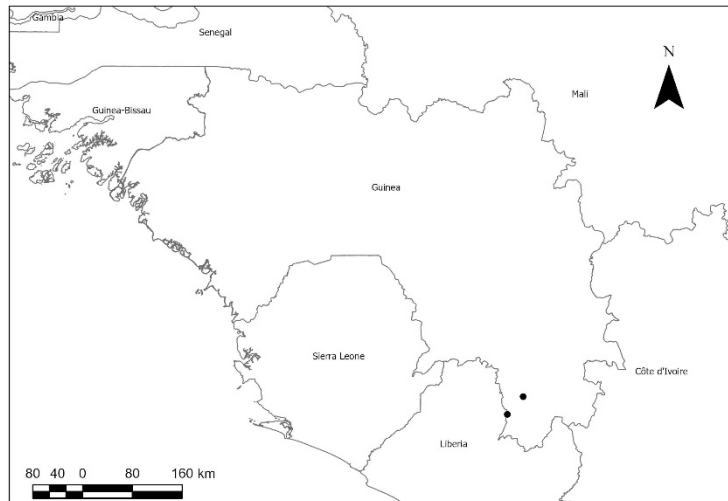 Gambia
Senegal
N
Mali
Guinea-Bissau
Guinea
Sierra Leone
Côte d'Ivoire
Liberia
80 40 0 80 160 km